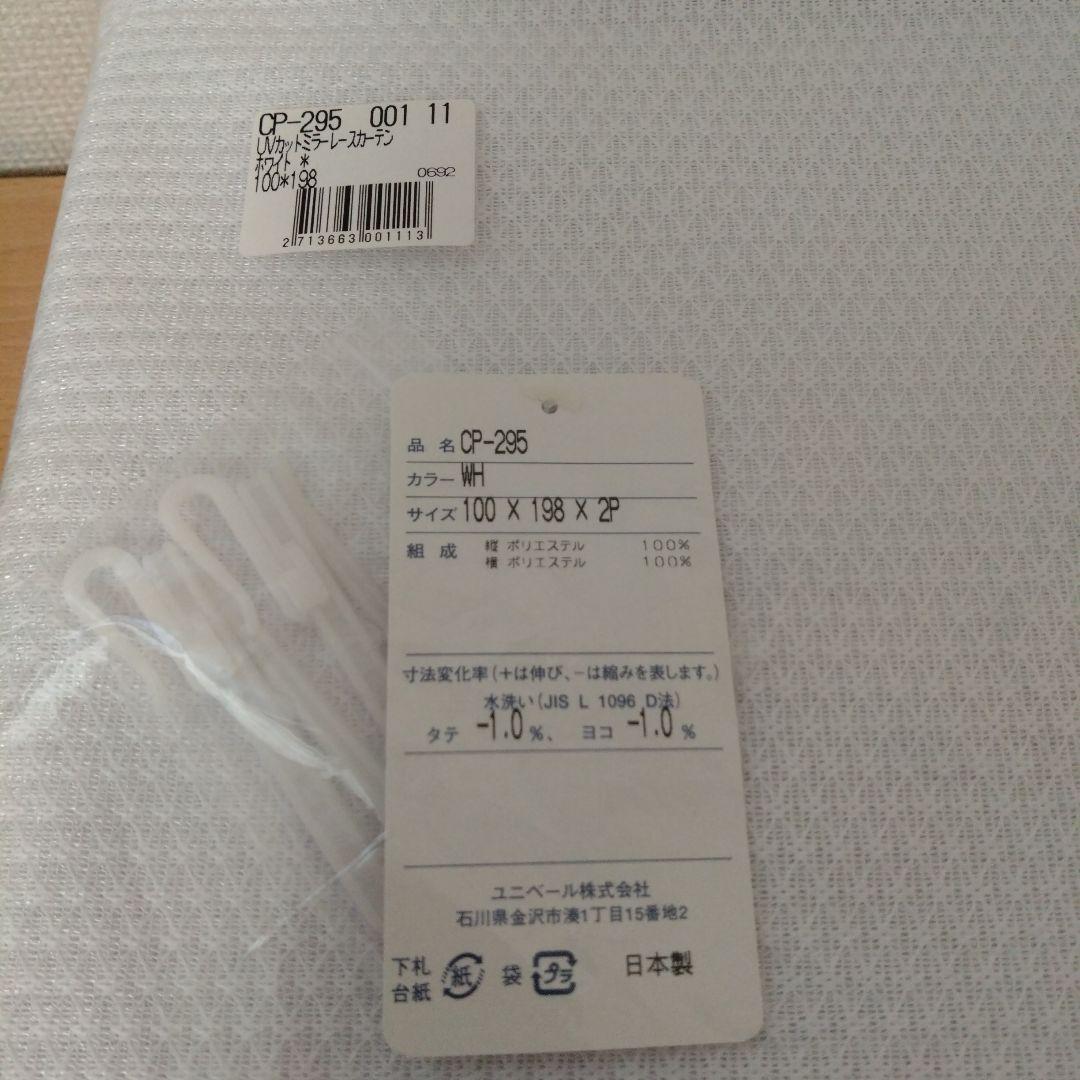 CP-295 001 11
UVカットミラーレースカーテン
ホワイト *
100*198 0692
2 713663 001113
品 名 CP-295
カラー WH
サイズ 100 X 198 X 2P
組 成 縦 ポリエステル 100%
横 ポリエステル 100%
寸法変化率(+は伸び、-は縮みを表します。)
水洗い(JIS L 1096 D法)
タテ -1.0 %、 ヨコ -1.0 %
ユニベール株式会社
石川県金沢市湊1丁目15番地2
下札 紙 袋 プラ 日本製
台紙